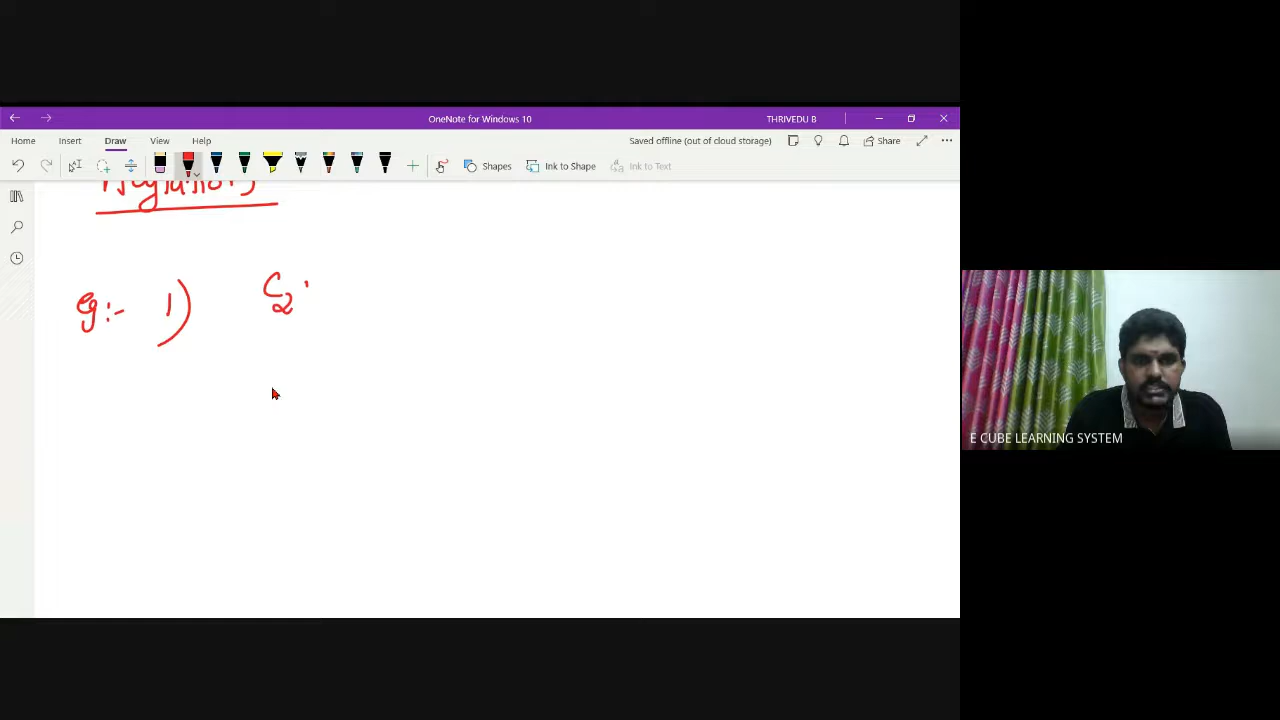 OneNote for Windows 10
THRIVEDU B
Home Insert Draw View Help
Saved offline (out of cloud storage)
Share
Shapes
Ink to Shape
Ink to Text
eg:- 1) C2
E CUBE LEARNING SYSTEM